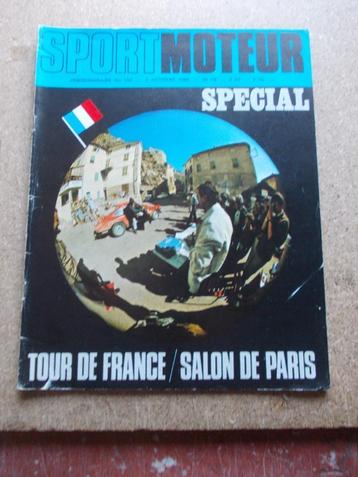 SPORTMOTEUR
SPECIAL
TOUR DE FRANCE / SALON DE PARIS